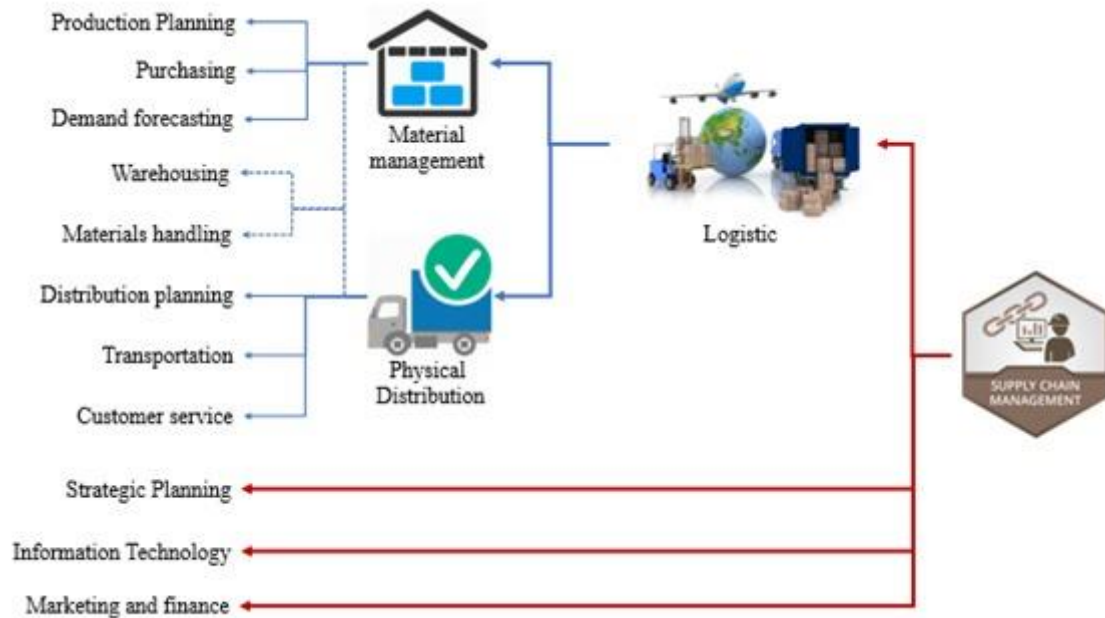 Production Planning
Purchasing
Demand forecasting
Warehousing
Materials handling
Distribution planning
Transportation
Customer service
Strategic Planning
Information Technology
Marketing and finance
Material
management
Physical
Distribution
Logistic
SUPPLY CHAIN
MANAGEMENT